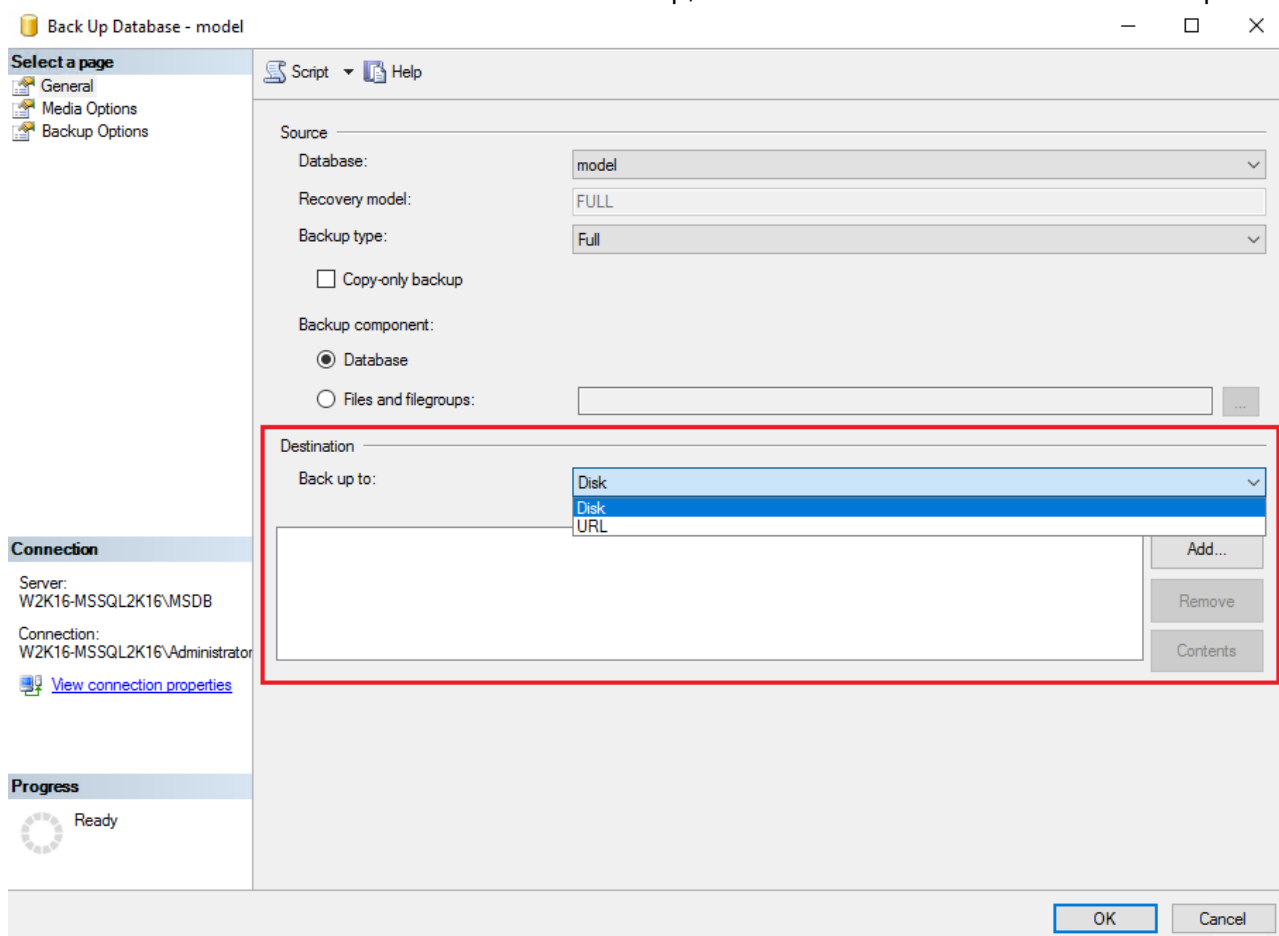 Back Up Database - model
Select a page
General
Media Options
Backup Options
Script Help
Source
Database: model
Recovery model: FULL
Backup type: Full
Copy-only backup
Backup component:
Database
Files and filegroups: ...
Destination
Back up to: Disk
Disk
URL
Add...
Remove
Contents
Connection
Server:
W2K16-MSSQL2K16\MSDB
Connection:
W2K16-MSSQL2K16\Administrator
View connection properties
Progress
Ready
OK Cancel